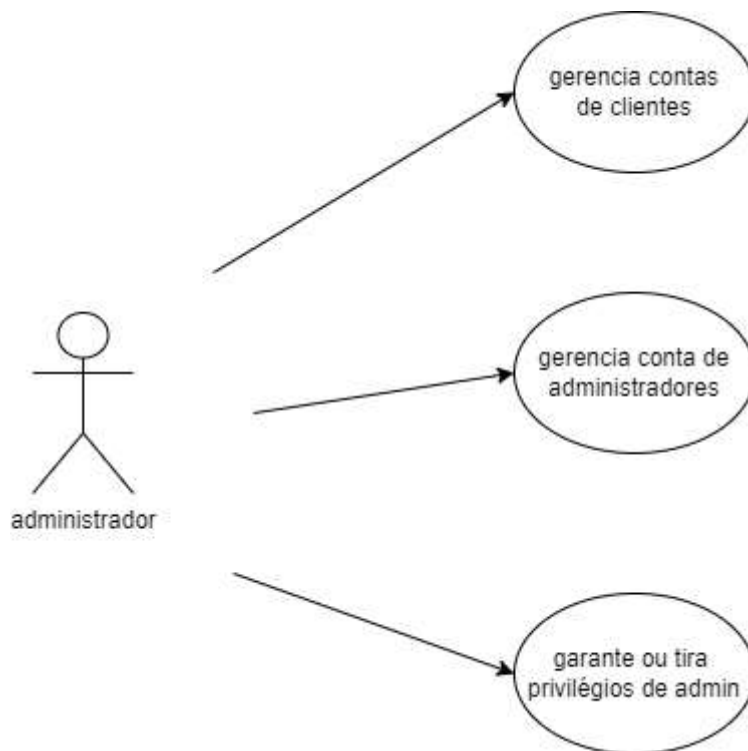 gerencia contas
de clientes
gerencia conta de
administradores
administrador
garante ou tira
privilégios de admin